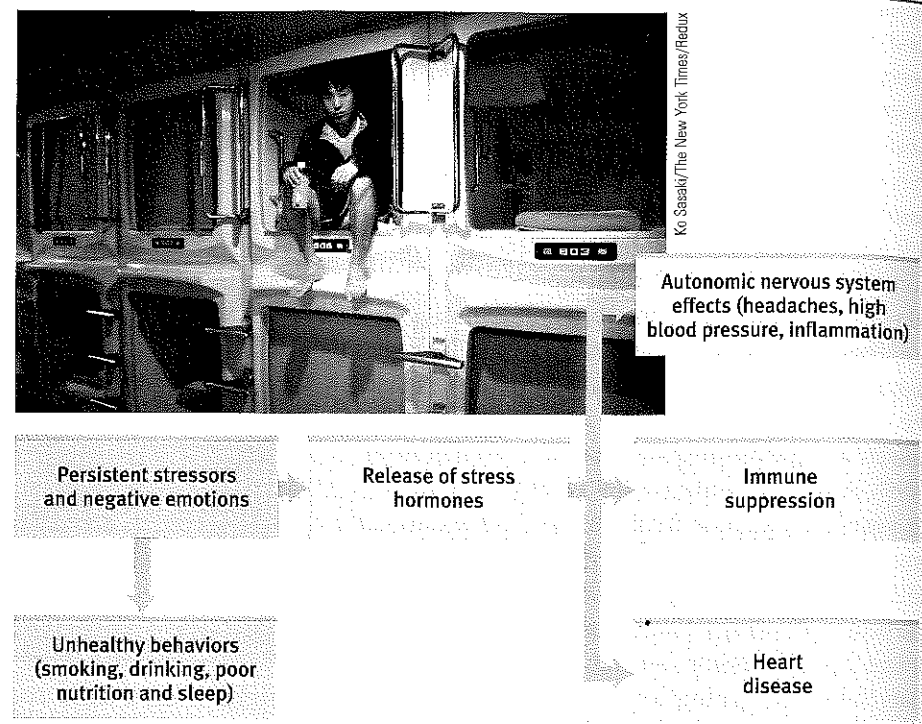 Ko Sasaki/The New York Times/Redux
Autonomic nervous system
effects (headaches, high
blood pressure, inflammation)
Persistent stressors
and negative emotions
Release of stress
hormones
Immune
suppression
Unhealthy behaviors
(smoking, drinking, poor
nutrition and sleep)
Heart
disease